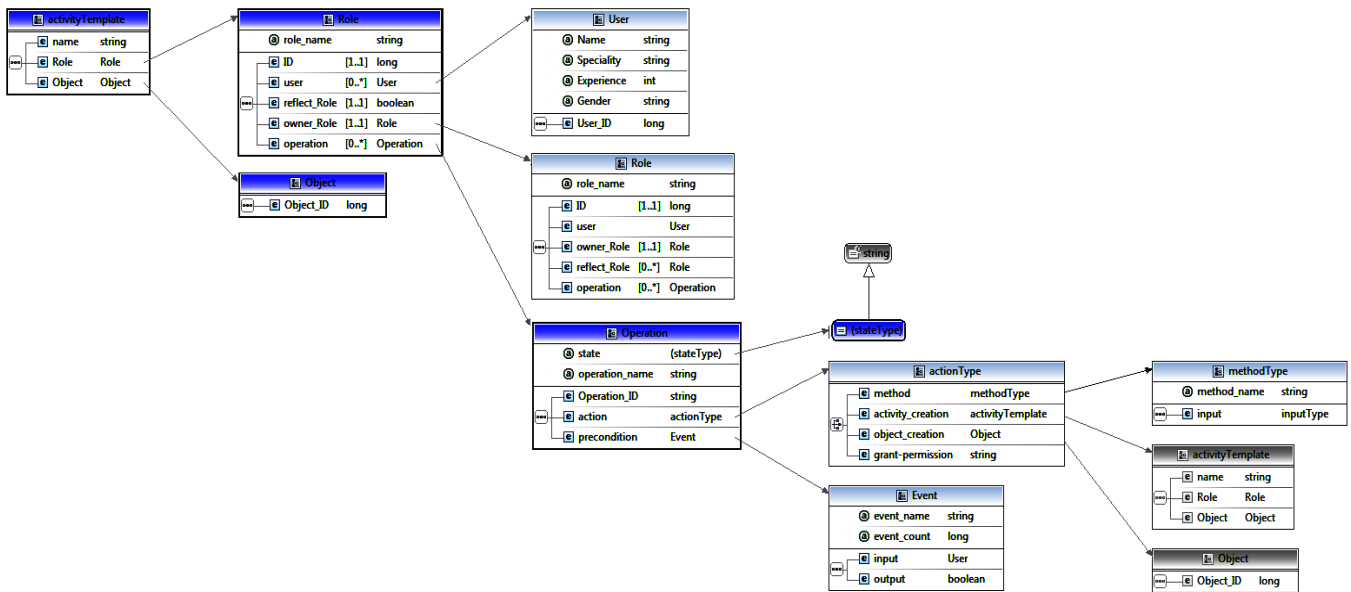 activityTemplate
name string
Role Role
Object Object
Role
role_name string
ID [1..1] long
user [0..*] User
reflect_Role [1..1] boolean
owner_Role [1..1] Role
operation [0..*] Operation
Object
Object_ID long
User
Name string
Speciality string
Experience int
Gender string
User_ID long
Role
role_name string
ID [1..1] long
user User
owner_Role [1..1] Role
reflect_Role [0..*] Role
operation [0..*] Operation
string
(stateType)
Operation
state (stateType)
operation_name string
Operation_ID string
action actionType
precondition Event
actionType
method methodType
activity_creation activityTemplate
object_creation Object
grant-permission string
Event
event_name string
event_count long
input User
output boolean
methodType
method_name string
input inputType
activityTemplate
name string
Role Role
Object Object
Object
Object_ID long